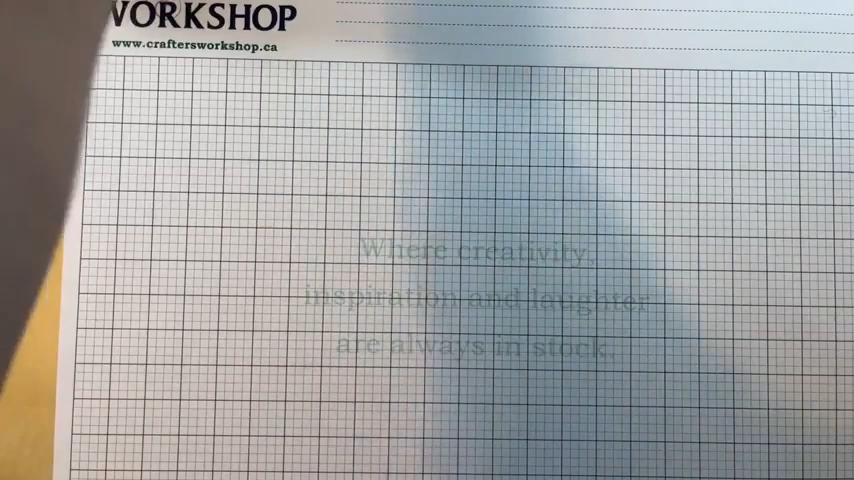 WORKSHOP
www.craftersworkshop.ca
Where creativity,
inspiration and laughter
are always in stock.